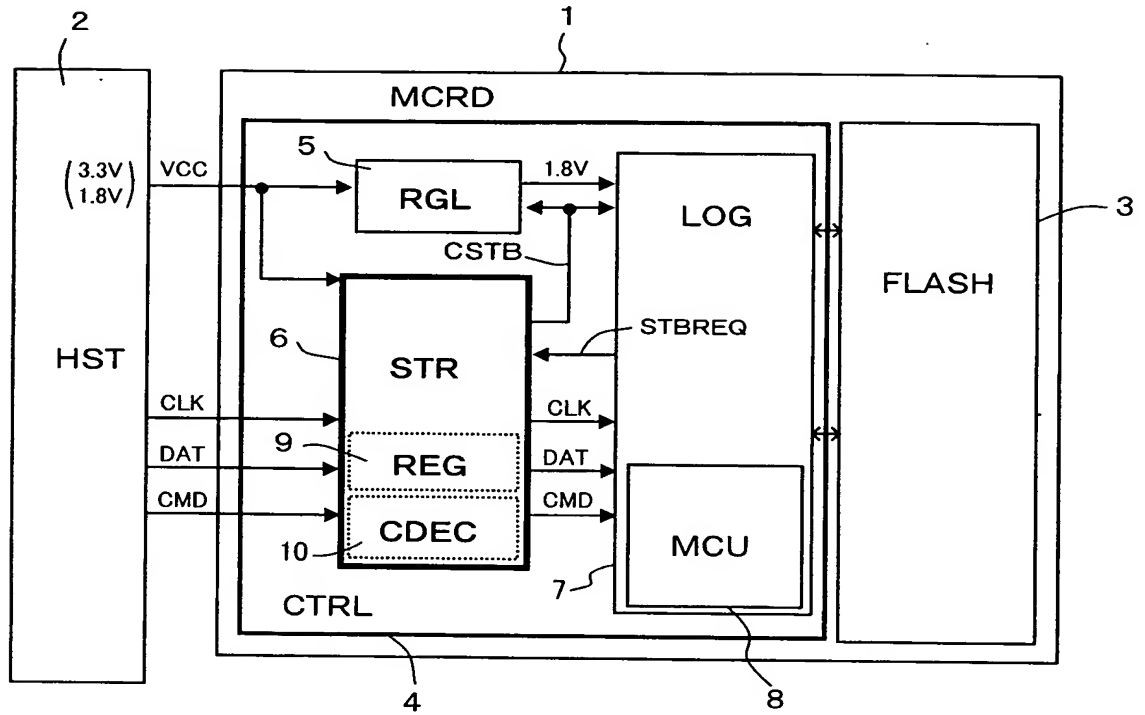 2
1
MCRD
5
3.3V
1.8V
VCC
RGL
1.8V
LOG
3
CSTB
FLASH
6
STBREQ
HST
STR
CLK
CLK
9
DAT
REG
DAT
CMD
CMD
10
CDEC
MCU
7
CTRL
4
8